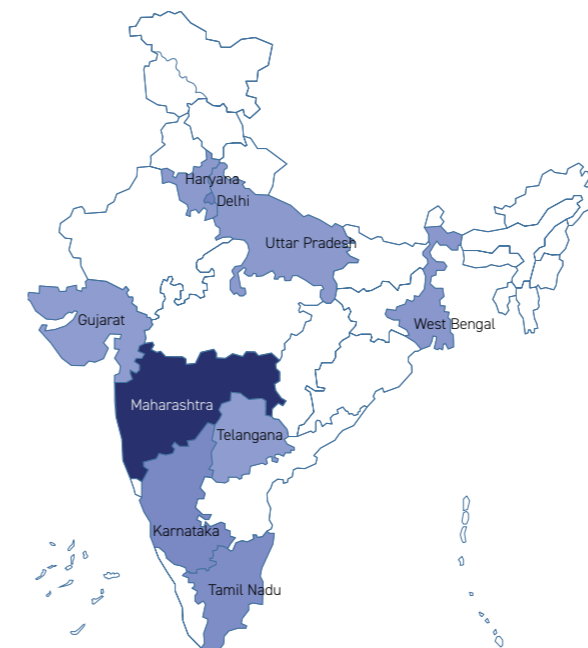 Haryana
Delhi
Uttar Pradesh
Gujarat
West Bengal
Maharashtra
Telangana
Karnataka
Tamil Nadu